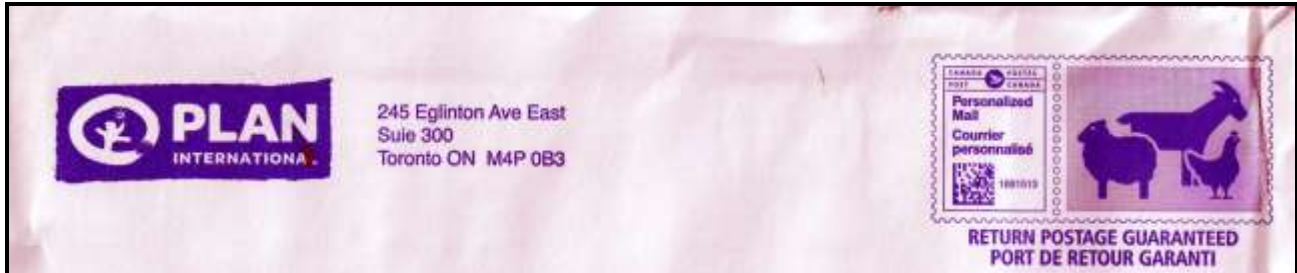 PLAN
INTERNATIONAL
245 Eglinton Ave East
Suie 300
Toronto ON M4P 0B3
CANADA POSTES
POST CANADA
Personalized
Mail
Courrier
personnalisé
RETURN POSTAGE GUARANTEED
PORT DE RETOUR GARANTI